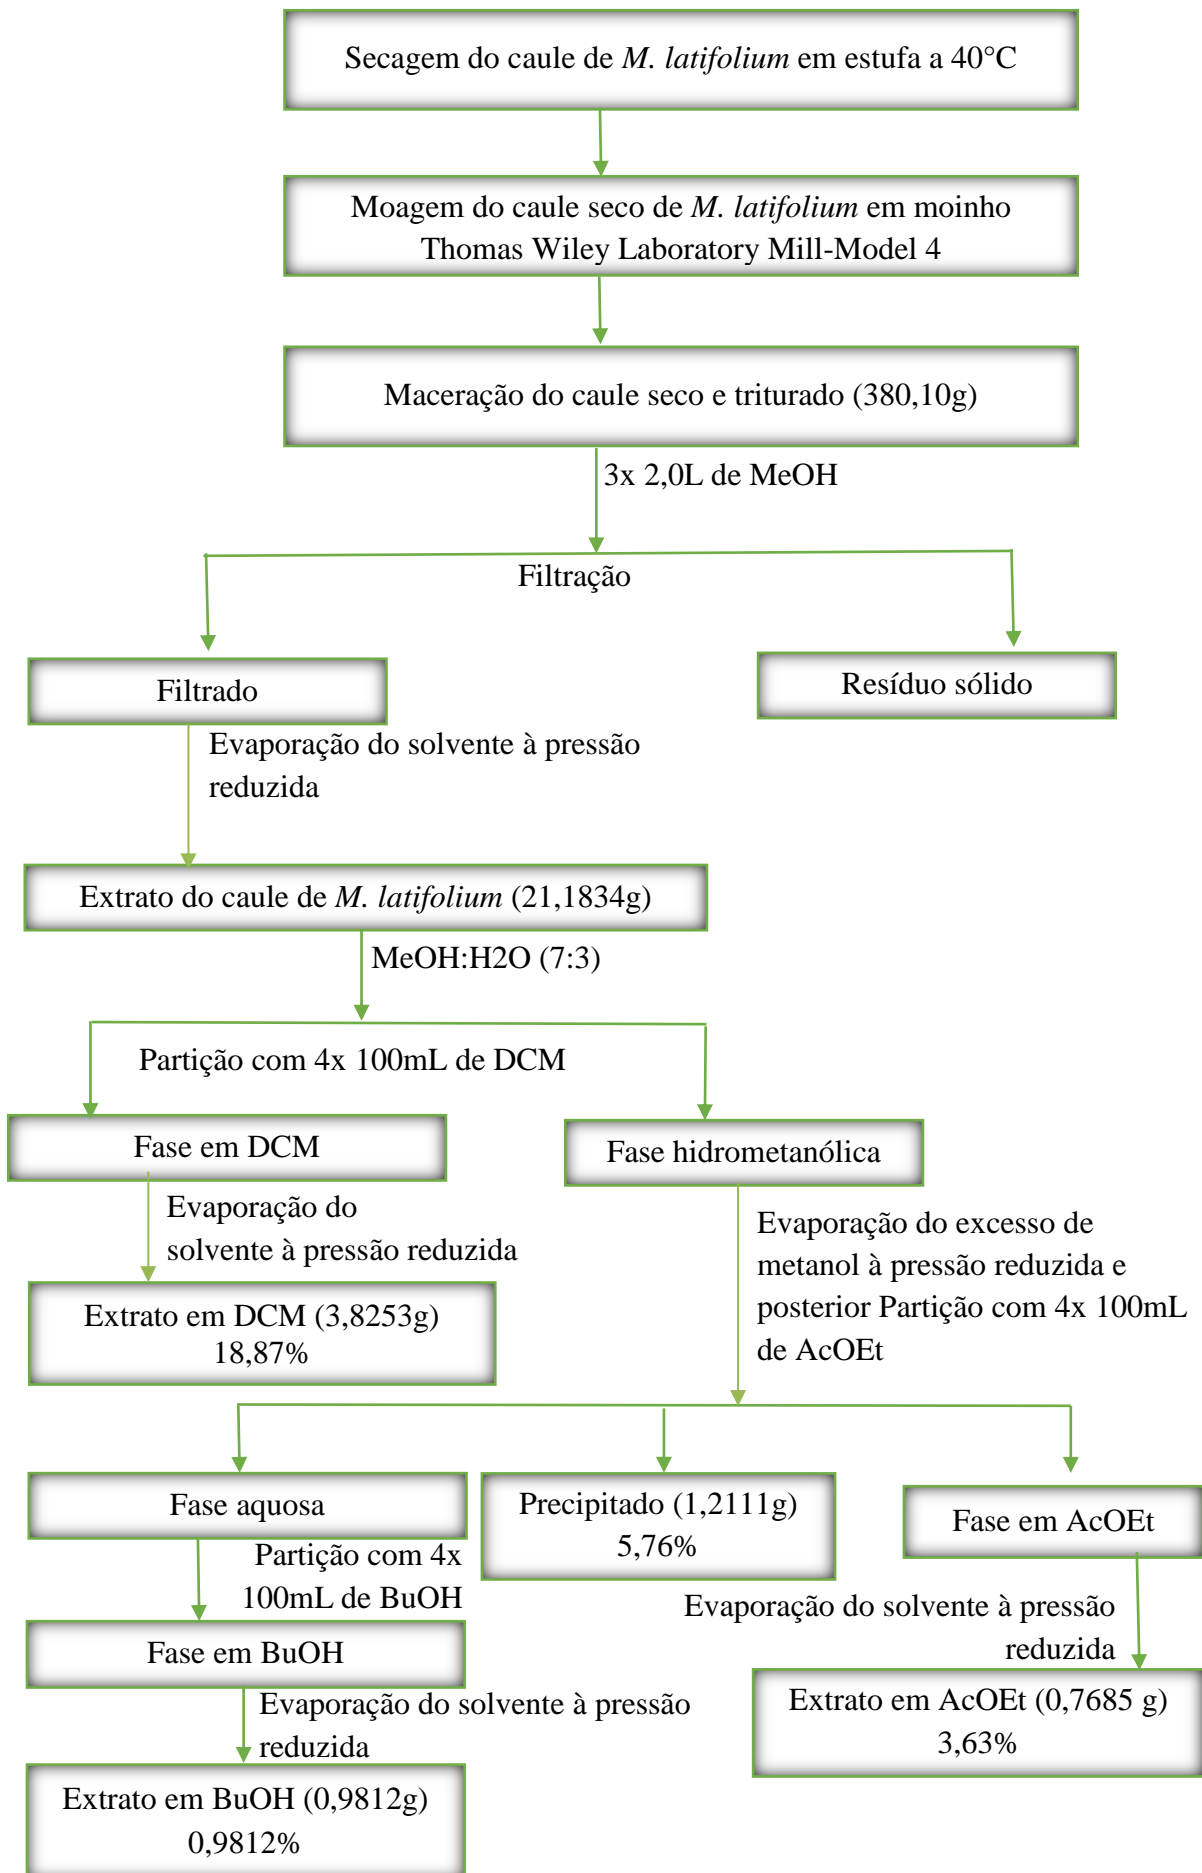 Secagem do caule de M. latifolium em estufa a 40°C
Moagem do caule seco de M. latifolium em moinho
Thomas Wiley Laboratory Mill-Model 4
Maceração do caule seco e triturado (380,10g)
3x 2,0L de MeOH
Filtração
Filtrado
Resíduo sólido
Evaporação do solvente à pressão
reduzida
Extrato do caule de M. latifolium (21,1834g)
MeOH:H2O (7:3)
Partição com 4x 100mL de DCM
Fase em DCM
Fase hidrometanólica
Evaporação do
solvente à pressão reduzida
Evaporação do excesso de
metanol à pressão reduzida e
posterior Partição com 4x 100mL
de AcOEt
Extrato em DCM (3,8253g)
18,87%
Fase aquosa
Precipitado (1,2111g)
5,76%
Fase em AcOEt
Partição com 4x
100mL de BuOH
Evaporação do solvente à pressão
reduzida
Fase em BuOH
Extrato em AcOEt (0,7685 g)
3,63%
Evaporação do solvente à pressão
reduzida
Extrato em BuOH (0,9812g)
0,9812%